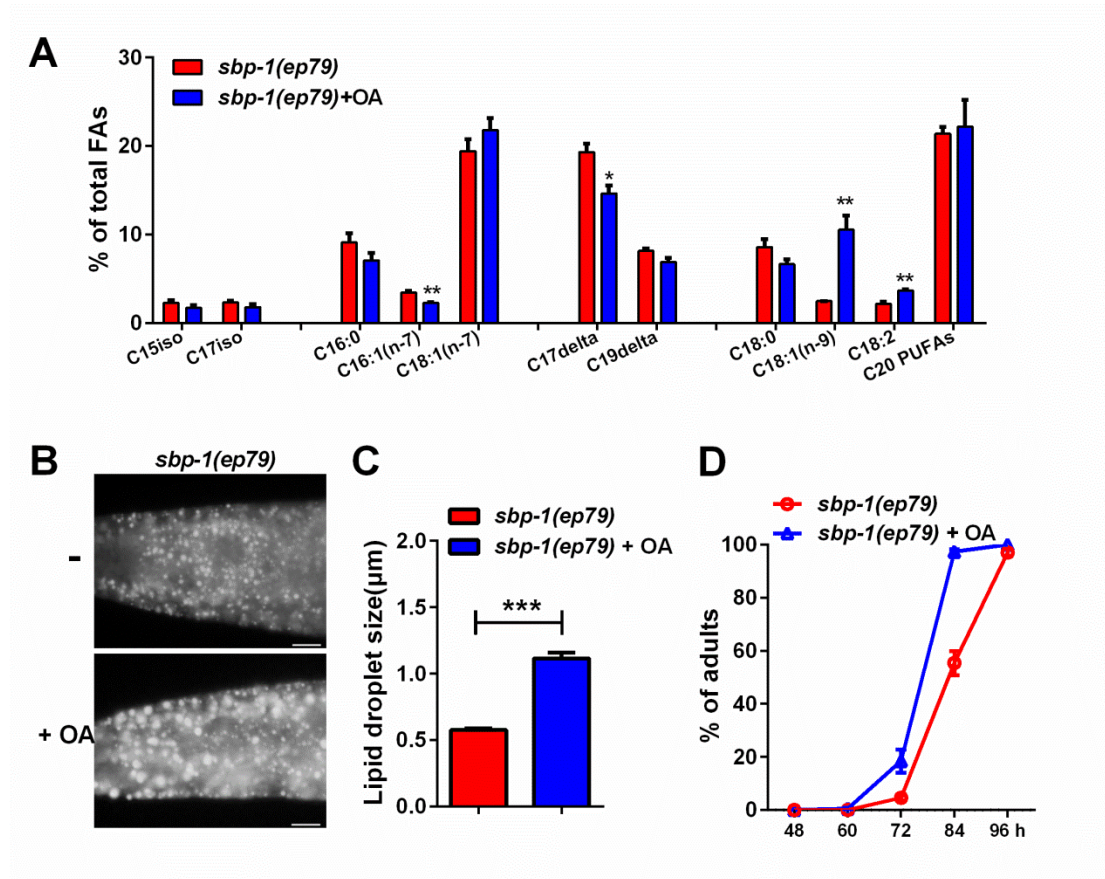 A
sbp-1(ep79)
sbp-1(ep79)+OA
% of total FAs
30
20
10
0
*
**
**
**
C15iso
C17iso
C16:0
C16:1(n-7)
C18:1(n-7)
C17delta
C19delta
C18:0
C18:1(n-9)
C18:2
C20 PUFAs
B
sbp-1(ep79)
-
+ OA
C
sbp-1(ep79)
sbp-1(ep79) + OA
Lipid droplet size(μm)
2.0
1.5
1.0
0.5
0.0
***
D
sbp-1(ep79)
sbp-1(ep79) + OA
% of adults
100
80
60
40
20
0
48 60 72 84 96 h